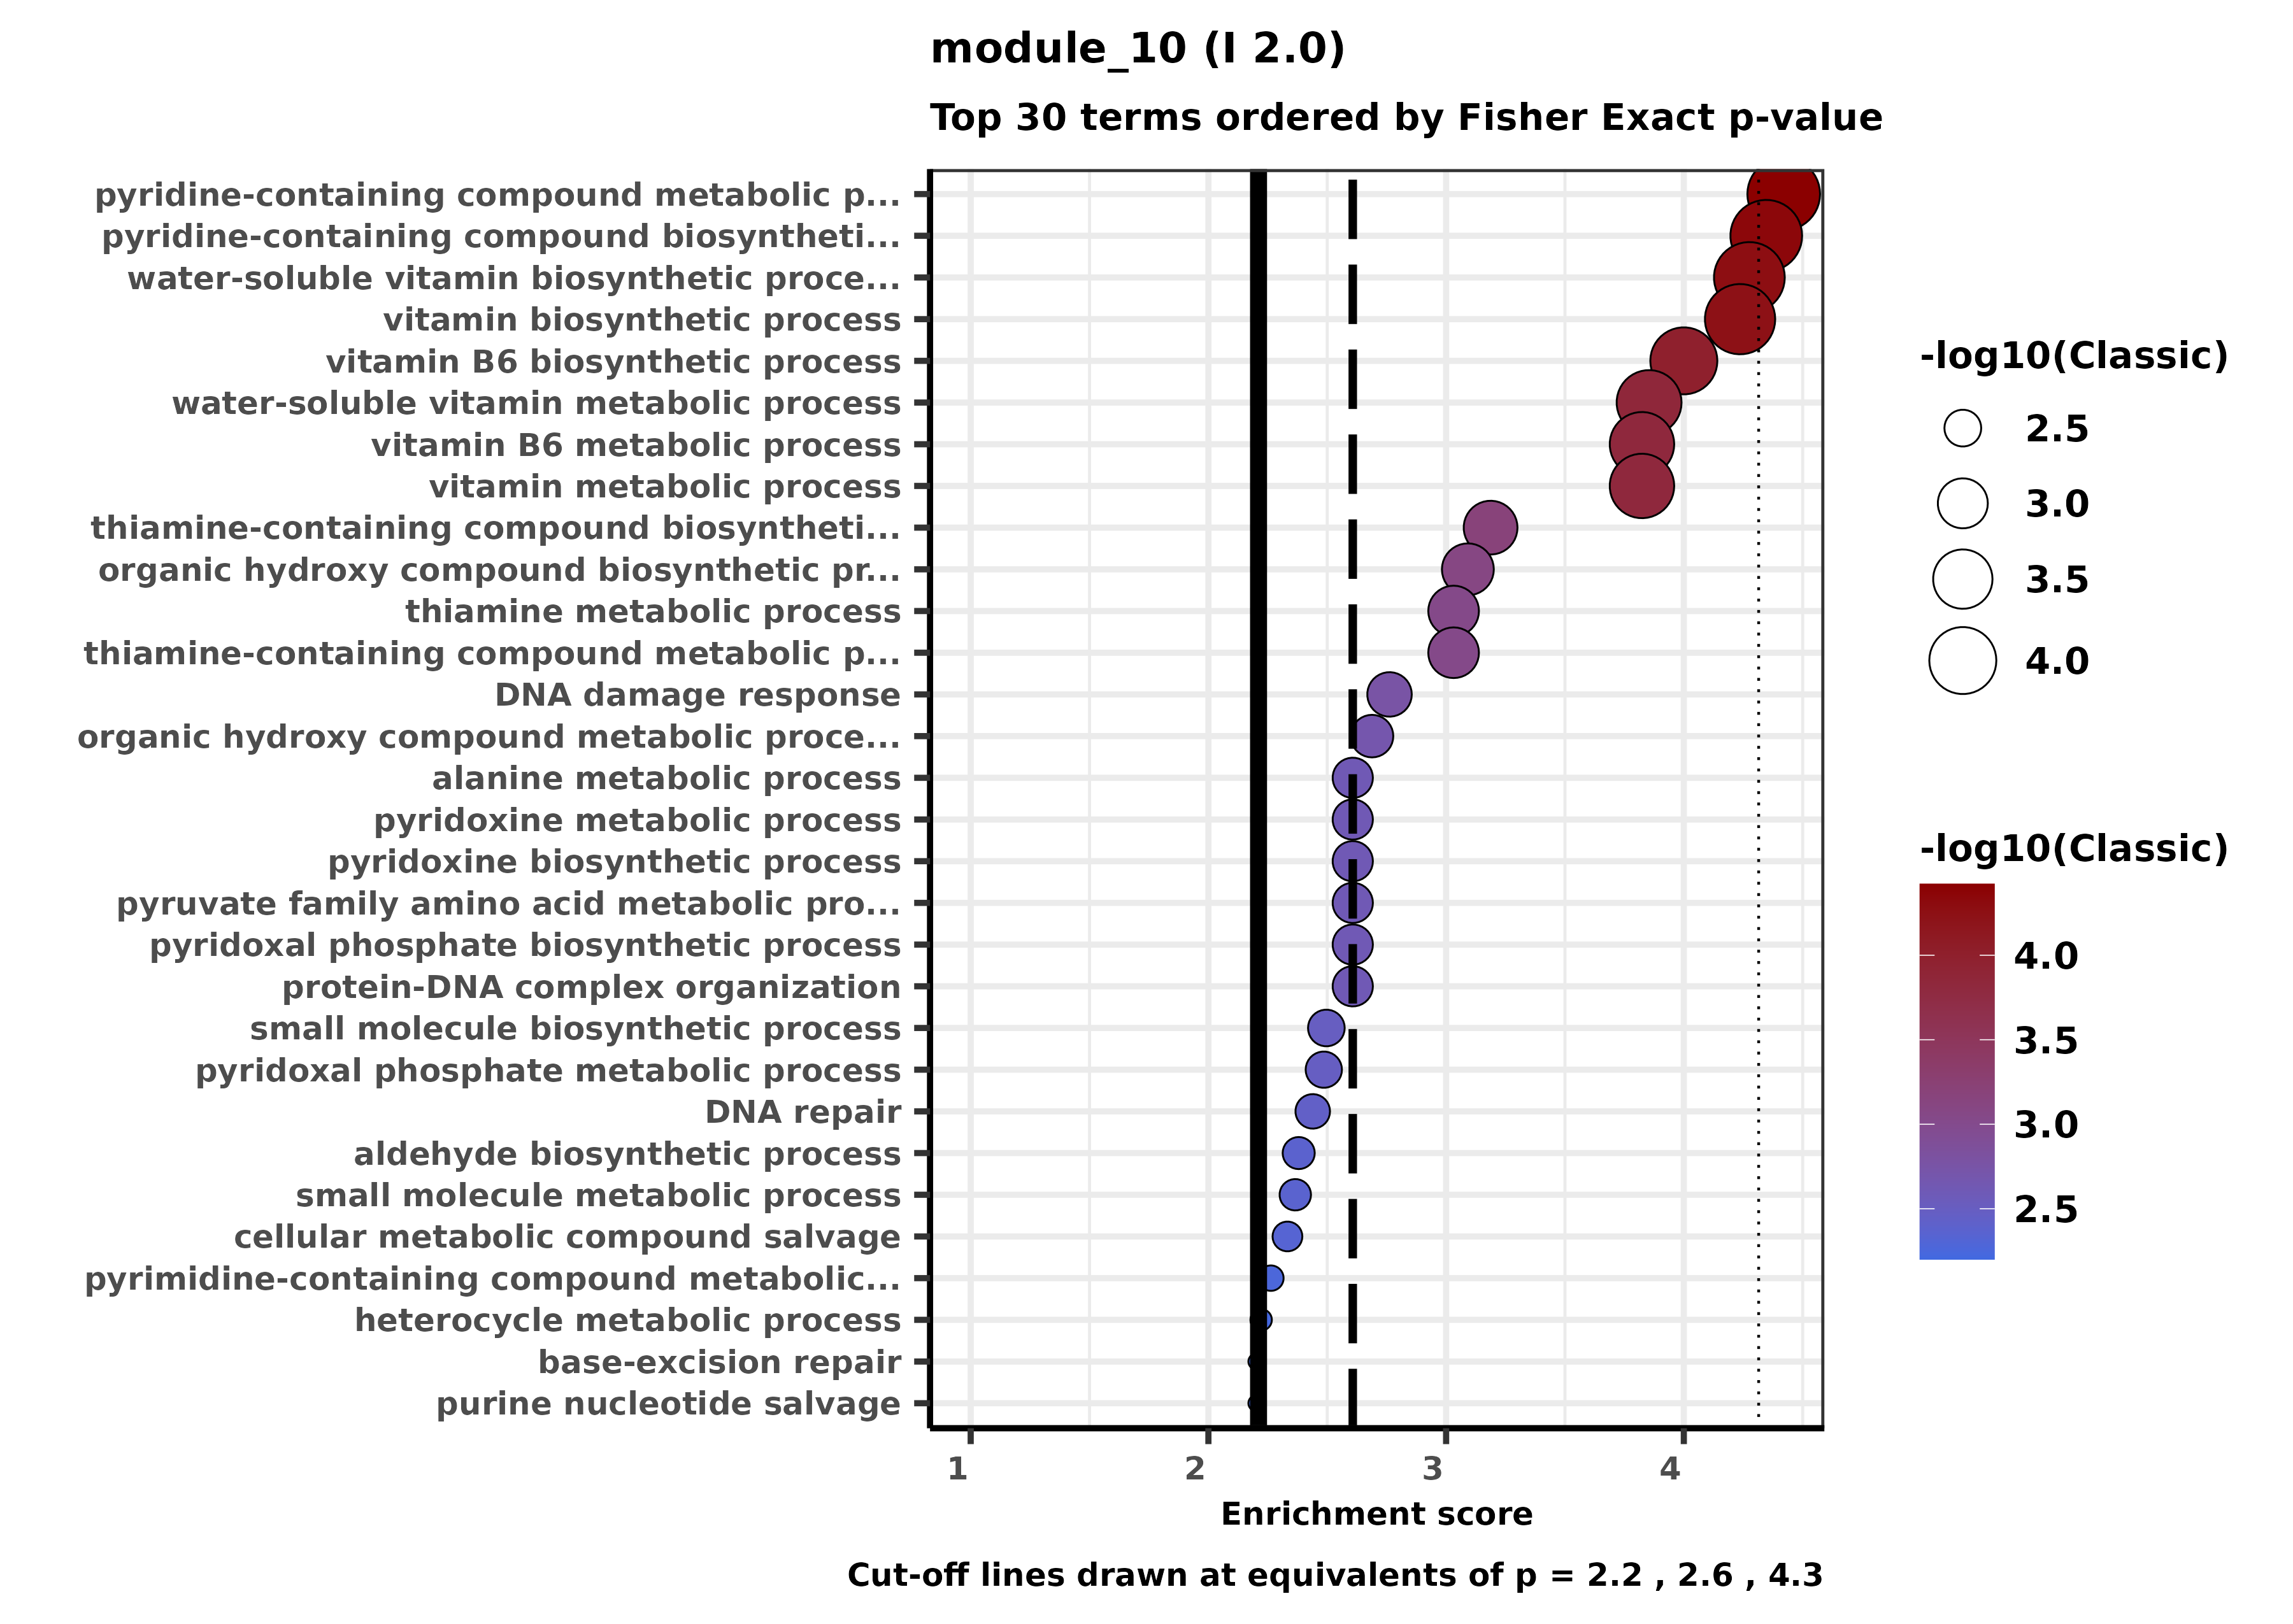 module_10 (I 2.0)
Top 30 terms ordered by Fisher Exact p-value
pyridine-containing compound metabolic p...
pyridine-containing compound biosyntheti...
water-soluble vitamin biosynthetic proce...
vitamin biosynthetic process
vitamin B6 biosynthetic process
water-soluble vitamin metabolic process
vitamin B6 metabolic process
vitamin metabolic process
thiamine-containing compound biosyntheti...
organic hydroxy compound biosynthetic pr...
thiamine metabolic process
thiamine-containing compound metabolic p...
DNA damage response
organic hydroxy compound metabolic proce...
alanine metabolic process
pyridoxine metabolic process
pyridoxine biosynthetic process
pyruvate family amino acid metabolic pro...
pyridoxal phosphate biosynthetic process
protein-DNA complex organization
small molecule biosynthetic process
pyridoxal phosphate metabolic process
DNA repair
aldehyde biosynthetic process
small molecule metabolic process
cellular metabolic compound salvage
pyrimidine-containing compound metabolic...
heterocycle metabolic process
base-excision repair
purine nucleotide salvage
1 2 3 4
Enrichment score
Cut-off lines drawn at equivalents of p = 2.2 , 2.6 , 4.3
-log10(Classic)
2.5
3.0
3.5
4.0
-log10(Classic)
4.0
3.5
3.0
2.5